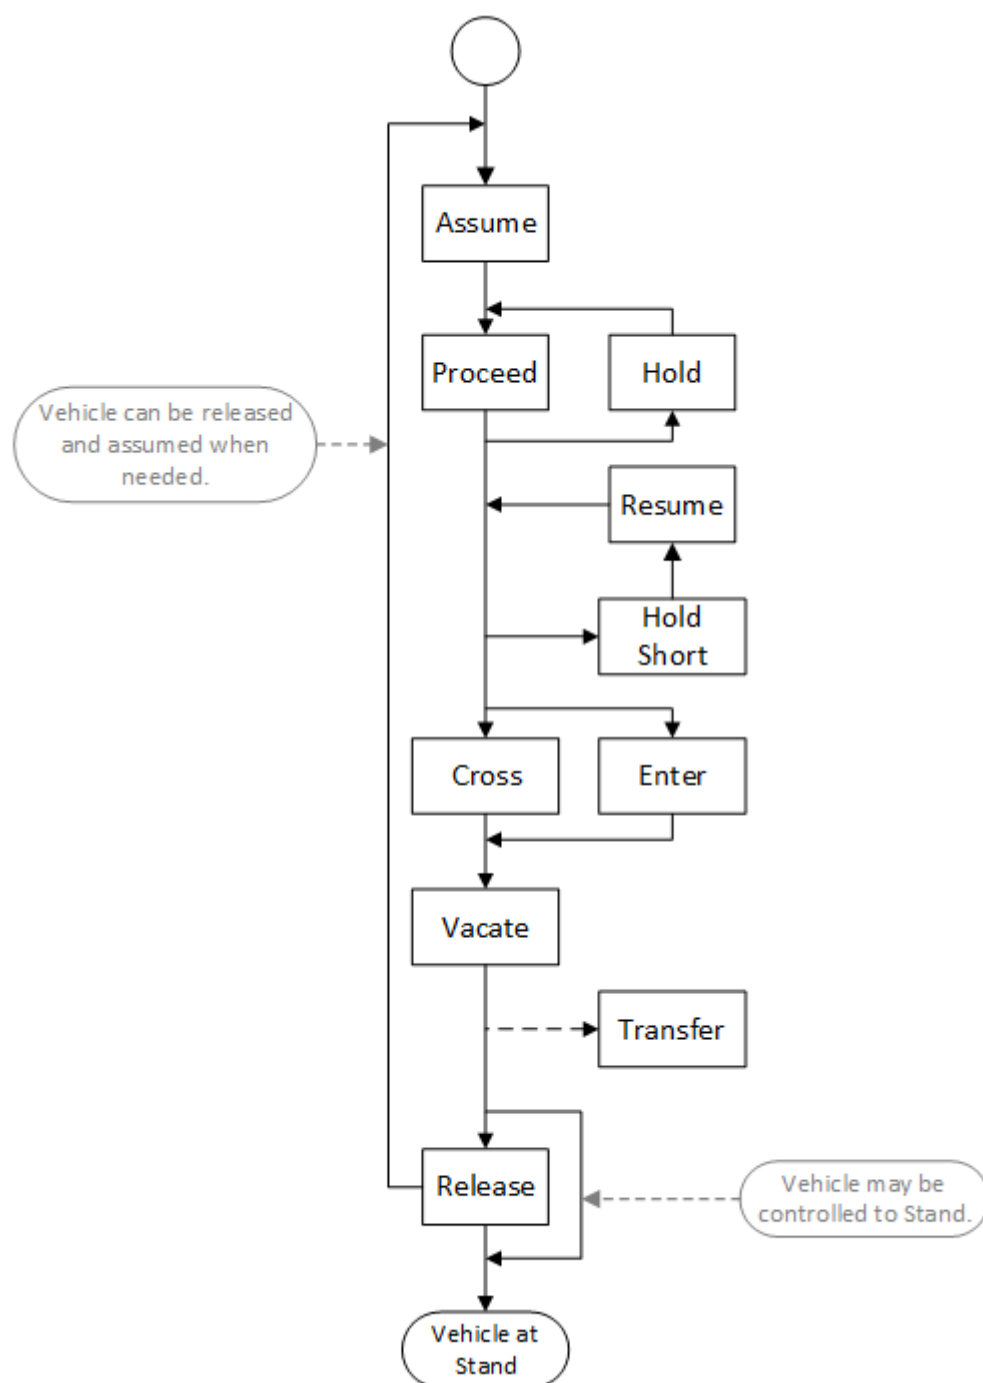 Assume
Proceed
Hold
Vehicle can be released
and assumed when
needed.
Resume
Hold
Short
Cross
Enter
Vacate
Transfer
Release
Vehicle may be
controlled to Stand.
Vehicle at
Stand